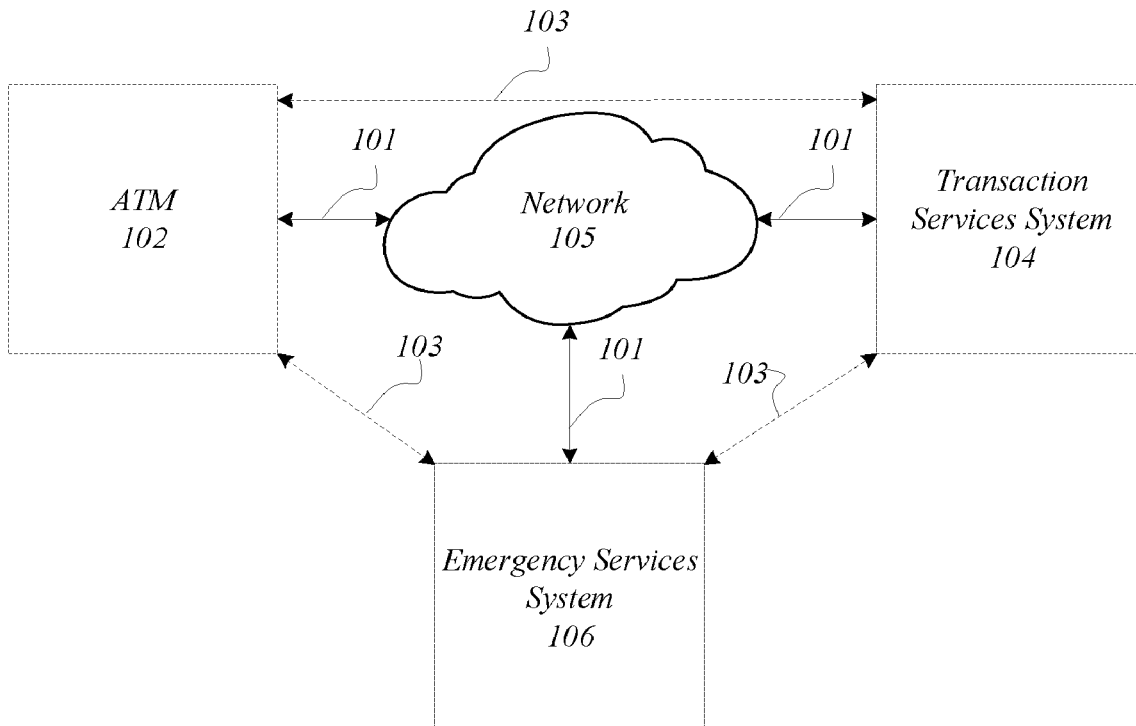 103
101
101
ATM
102
Network
105
Transaction
Services System
104
103
101
103
Emergency Services
System
106